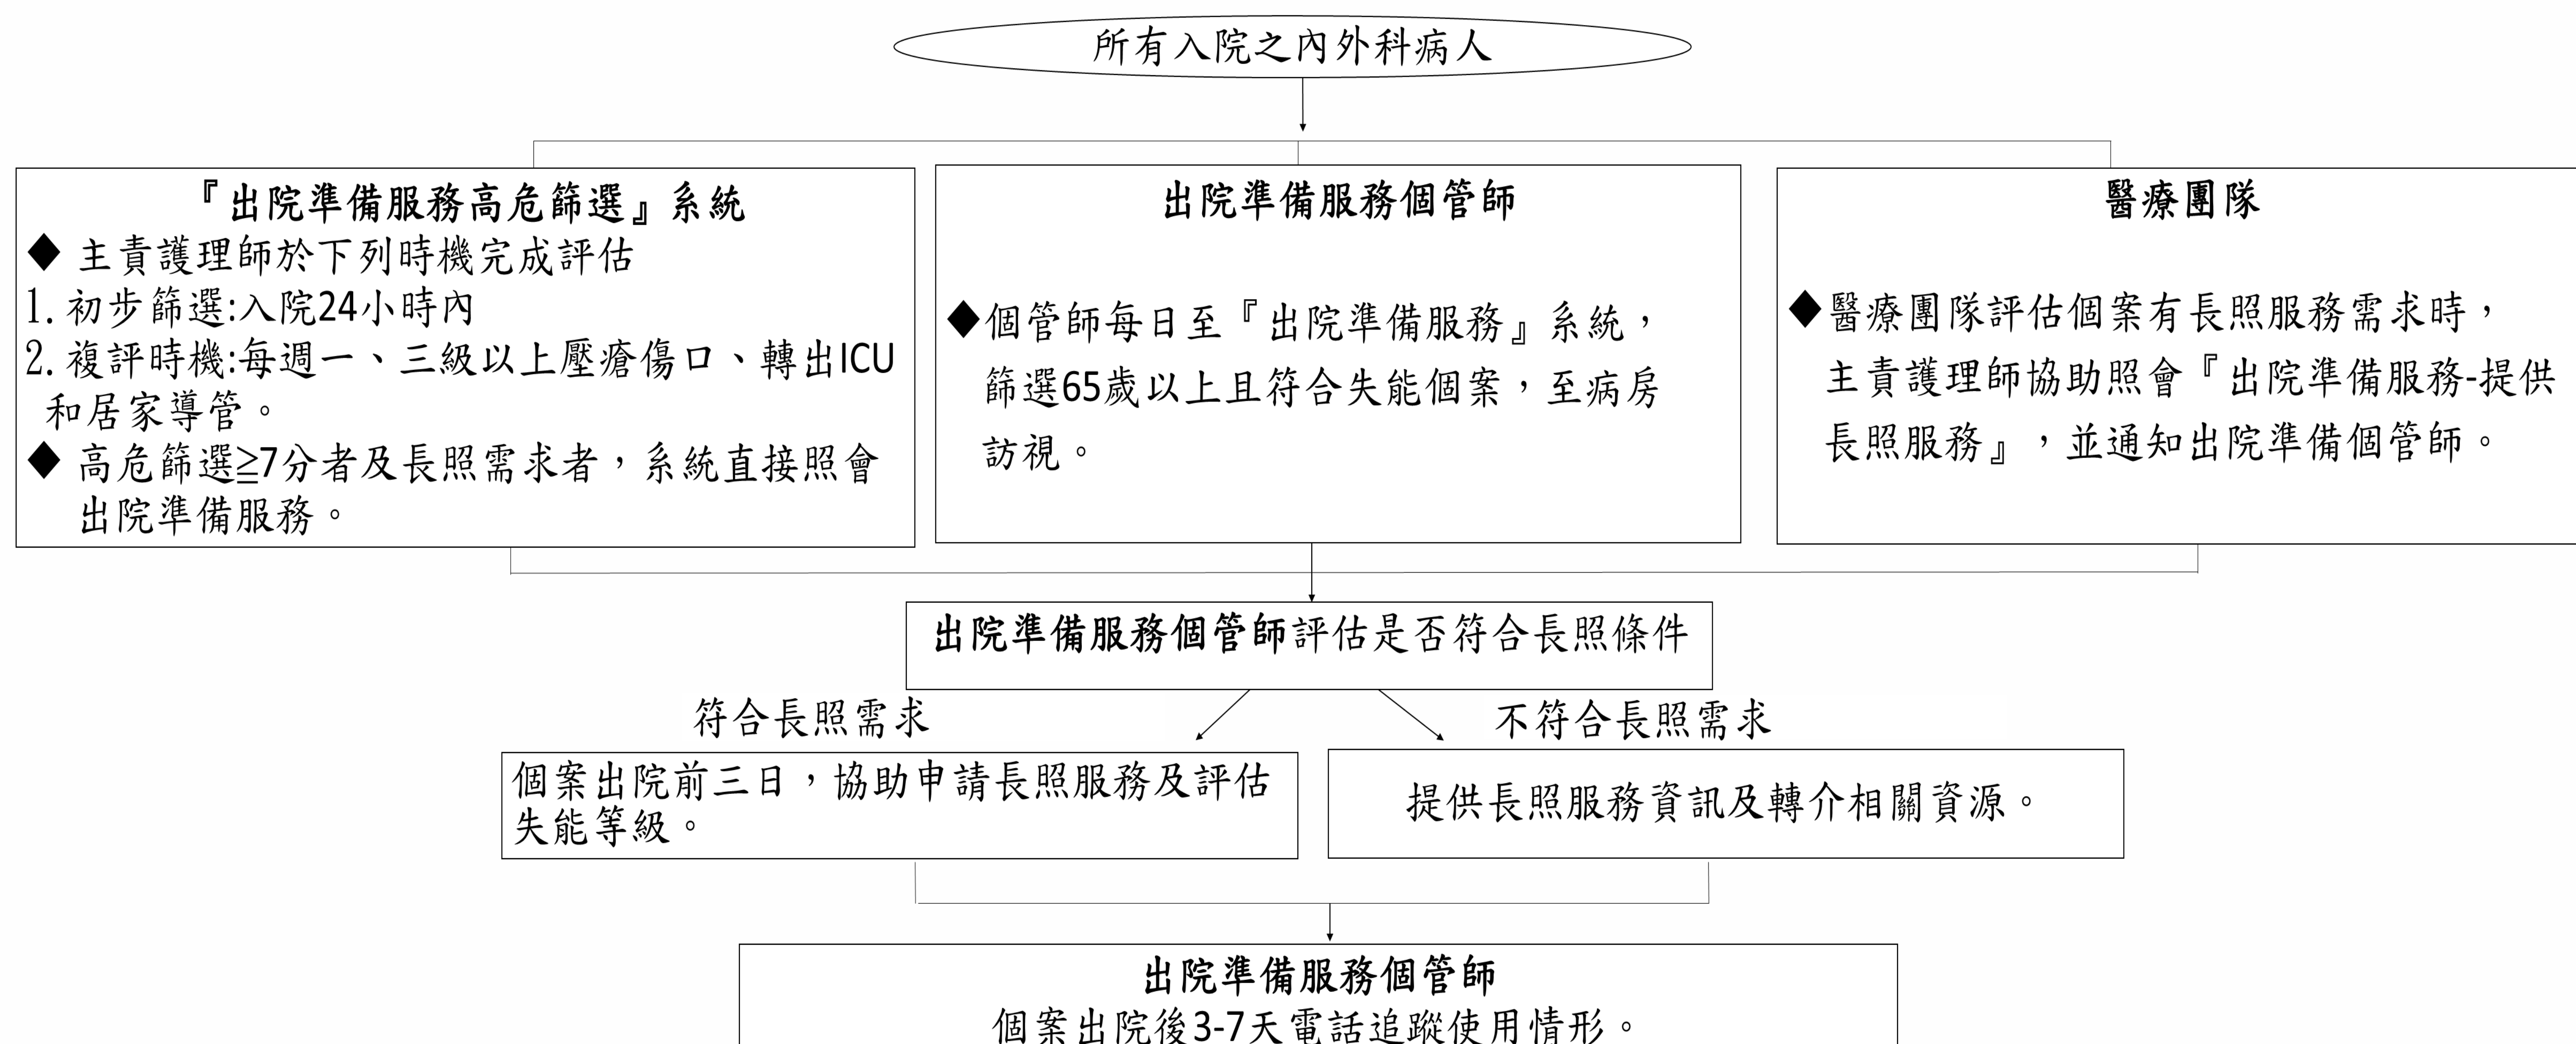 所有入院之內外科病人
『出院準備服務高危篩選』系統
◆ 主責護理師於下列時機完成評估
1. 初步篩選:入院24小時內
2. 複評時機:每週一、三級以上壓瘡傷口、轉出ICU
和居家導管。
◆ 高危篩選≧7分者及長照需求者，系統直接照會
出院準備服務。
出院準備服務個管師
◆個管師每日至『出院準備服務』系統，
篩選65歲以上且符合失能個案，至病房
訪視。
醫療團隊
◆醫療團隊評估個案有長照服務需求時，
主責護理師協助照會『出院準備服務-提供
長照服務』，並通知出院準備個管師。
出院準備服務個管師評估是否符合長照條件
符合長照需求
不符合長照需求
個案出院前三日，協助申請長照服務及評估
失能等級。
提供長照服務資訊及轉介相關資源。
出院準備服務個管師
個案出院後3-7天電話追蹤使用情形。